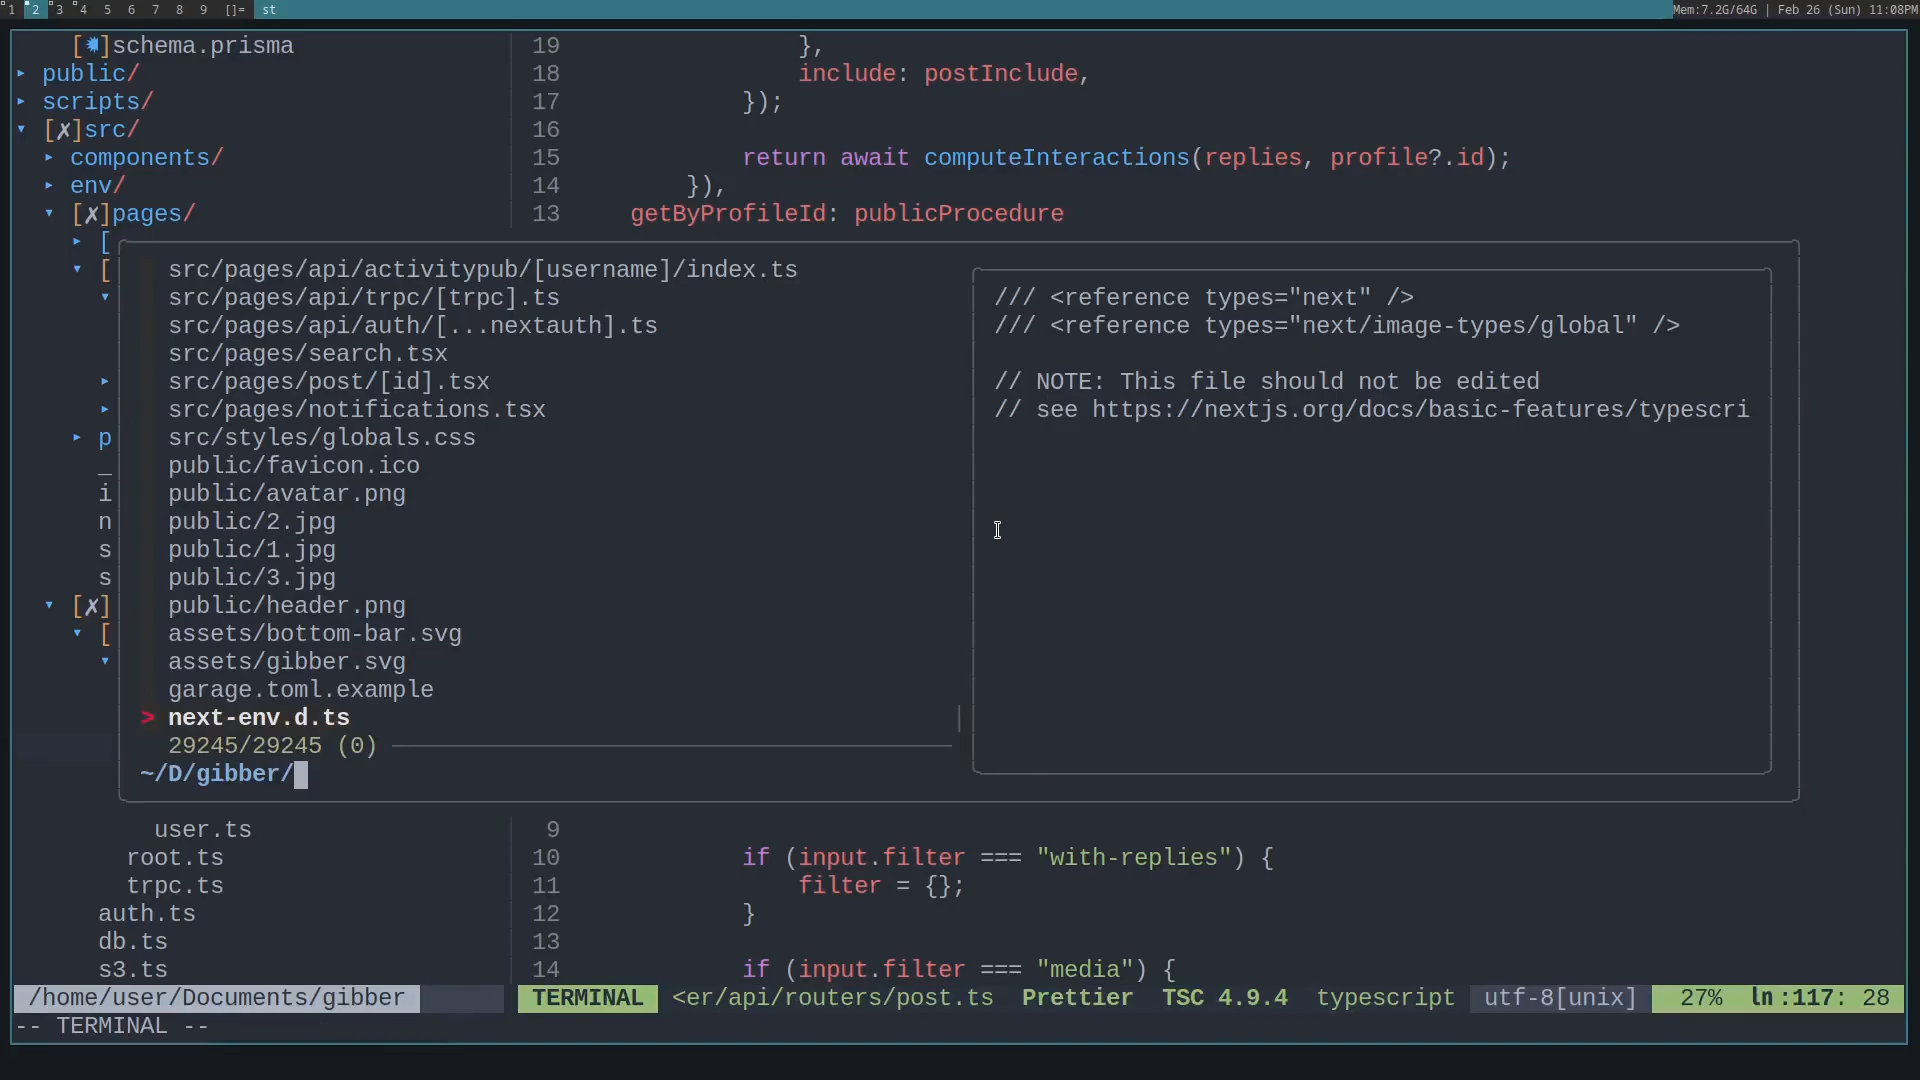 1 2 3 4 5 6 7 8 9 []= st Mem:7.2G/64G | Feb 26 (Sun) 11:08PM
[✹]schema.prisma
▸ public/
▸ scripts/
▾ [✗]src/
▸ components/
▸ env/
▾ [✗]pages/
▸ [
▾ [
▾
▸
▸
▸ p
_
i
n
s
s
▾ [✗]
▾ [
▾
user.ts
root.ts
trpc.ts
auth.ts
db.ts
s3.ts
19 },
18 include: postInclude,
17 });
16
15 return await computeInteractions(replies, profile?.id);
14 }),
13 getByProfileId: publicProcedure
src/pages/api/activitypub/[username]/index.ts
src/pages/api/trpc/[trpc].ts
src/pages/api/auth/[...nextauth].ts
src/pages/search.tsx
src/pages/post/[id].tsx
src/pages/notifications.tsx
src/styles/globals.css
public/favicon.ico
public/avatar.png
public/2.jpg
public/1.jpg
public/3.jpg
public/header.png
assets/bottom-bar.svg
assets/gibber.svg
garage.toml.example
> next-env.d.ts
29245/29245 (0)
~/D/gibber/
/// <reference types="next" />
/// <reference types="next/image-types/global" />
// NOTE: This file should not be edited
// see https://nextjs.org/docs/basic-features/typescri
9
10 if (input.filter === "with-replies") {
11 filter = {};
12 }
13
14 if (input.filter === "media") {
/home/user/Documents/gibber TERMINAL <er/api/routers/post.ts Prettier TSC 4.9.4 typescript utf-8[unix] 27% ln:117: 28
-- TERMINAL --